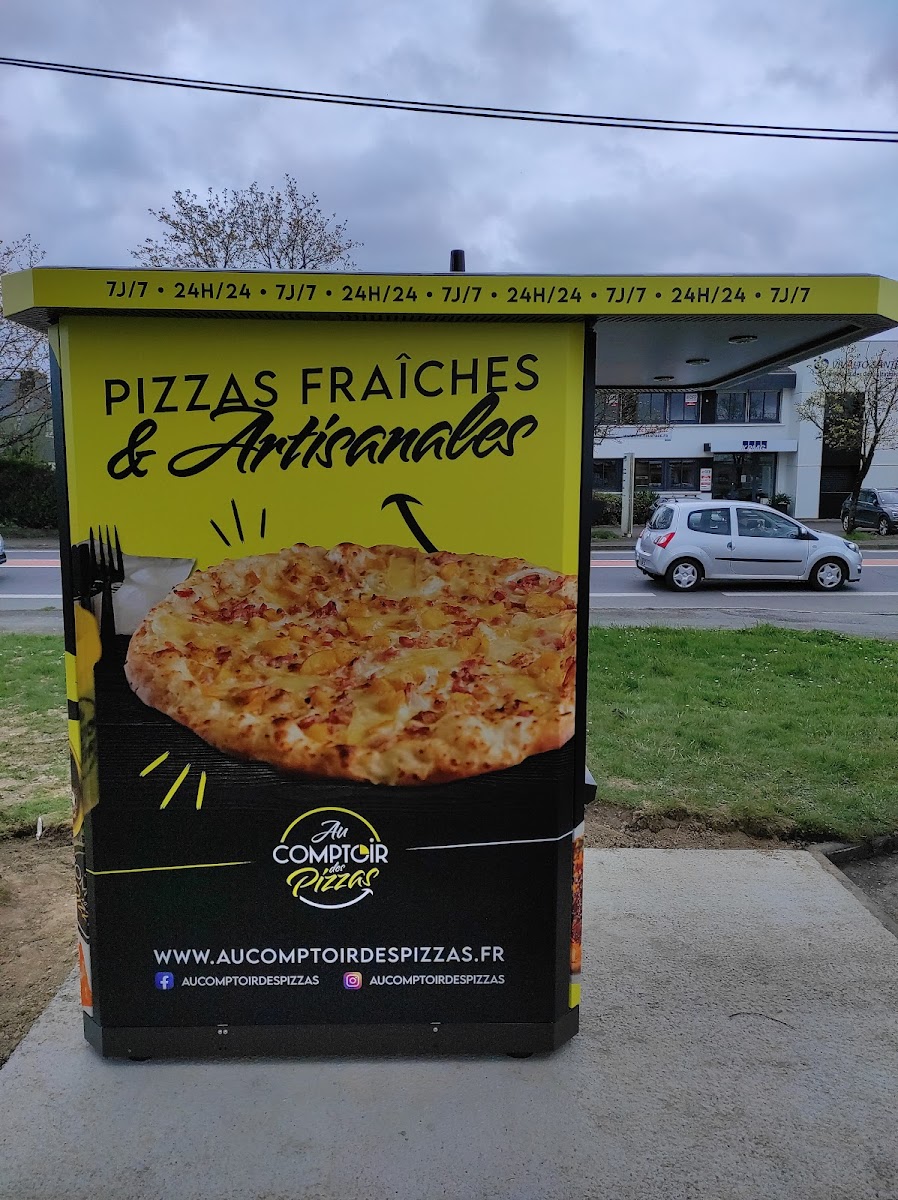 7J/7 • 24H/24 • 7J/7 • 24H/24 • 7J/7 • 24H/24 • 7J/7 • 24H/24 • 7J/7
PIZZAS FRAÎCHES
& Artisanales
Au
COMPTOIR
des
Pizzas
WWW.AUCOMPTOIRDESPIZZAS.FR
AUCOMPTOIRDESPIZZAS AUCOMPTOIRDESPIZZAS